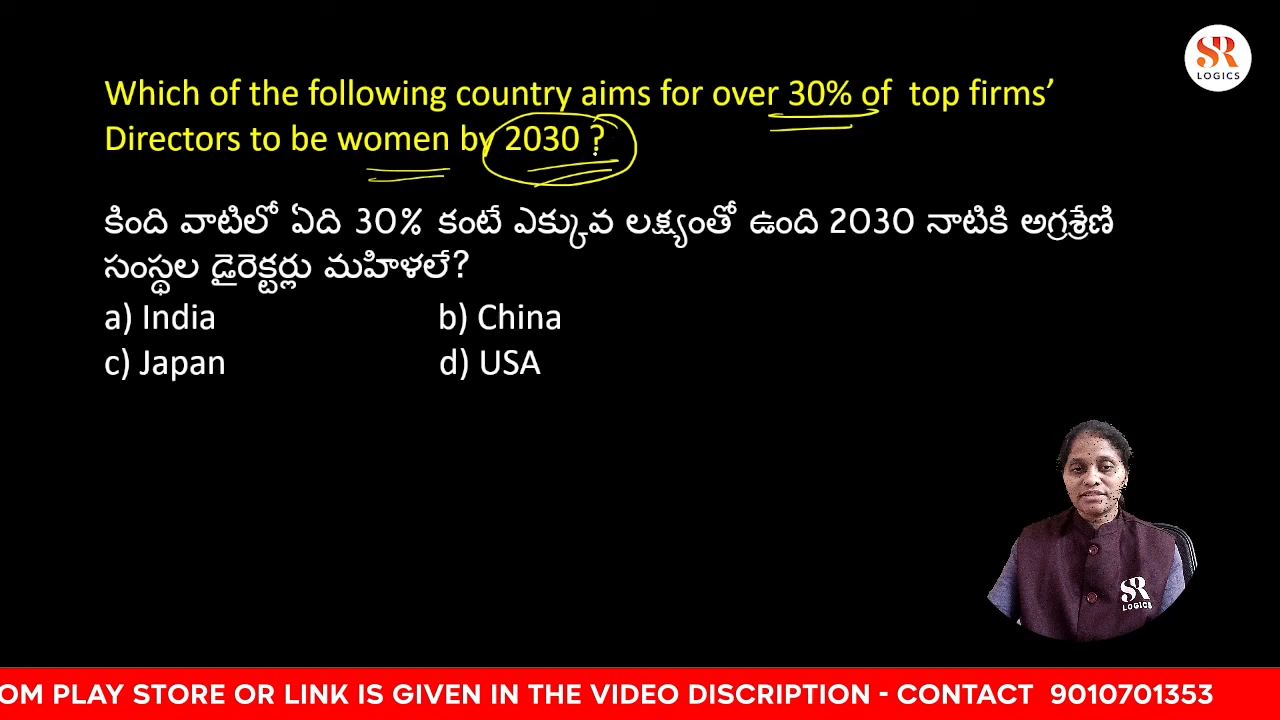 SR
LOGICS
Which of the following country aims for over 30% of top firms’
Directors to be women by 2030 ?
కింది వాటిలో ఏది 30% కంటే ఎక్కువ లక్ష్యంతో ఉంది 2030 నాటికి అగ్రశ్రేణి
సంస్థల డైరెక్టర్లు మహిళలే?
a) India b) China
c) Japan d) USA
SR
LOGICS
OM PLAY STORE OR LINK IS GIVEN IN THE VIDEO DISCRIPTION - CONTACT 9010701353